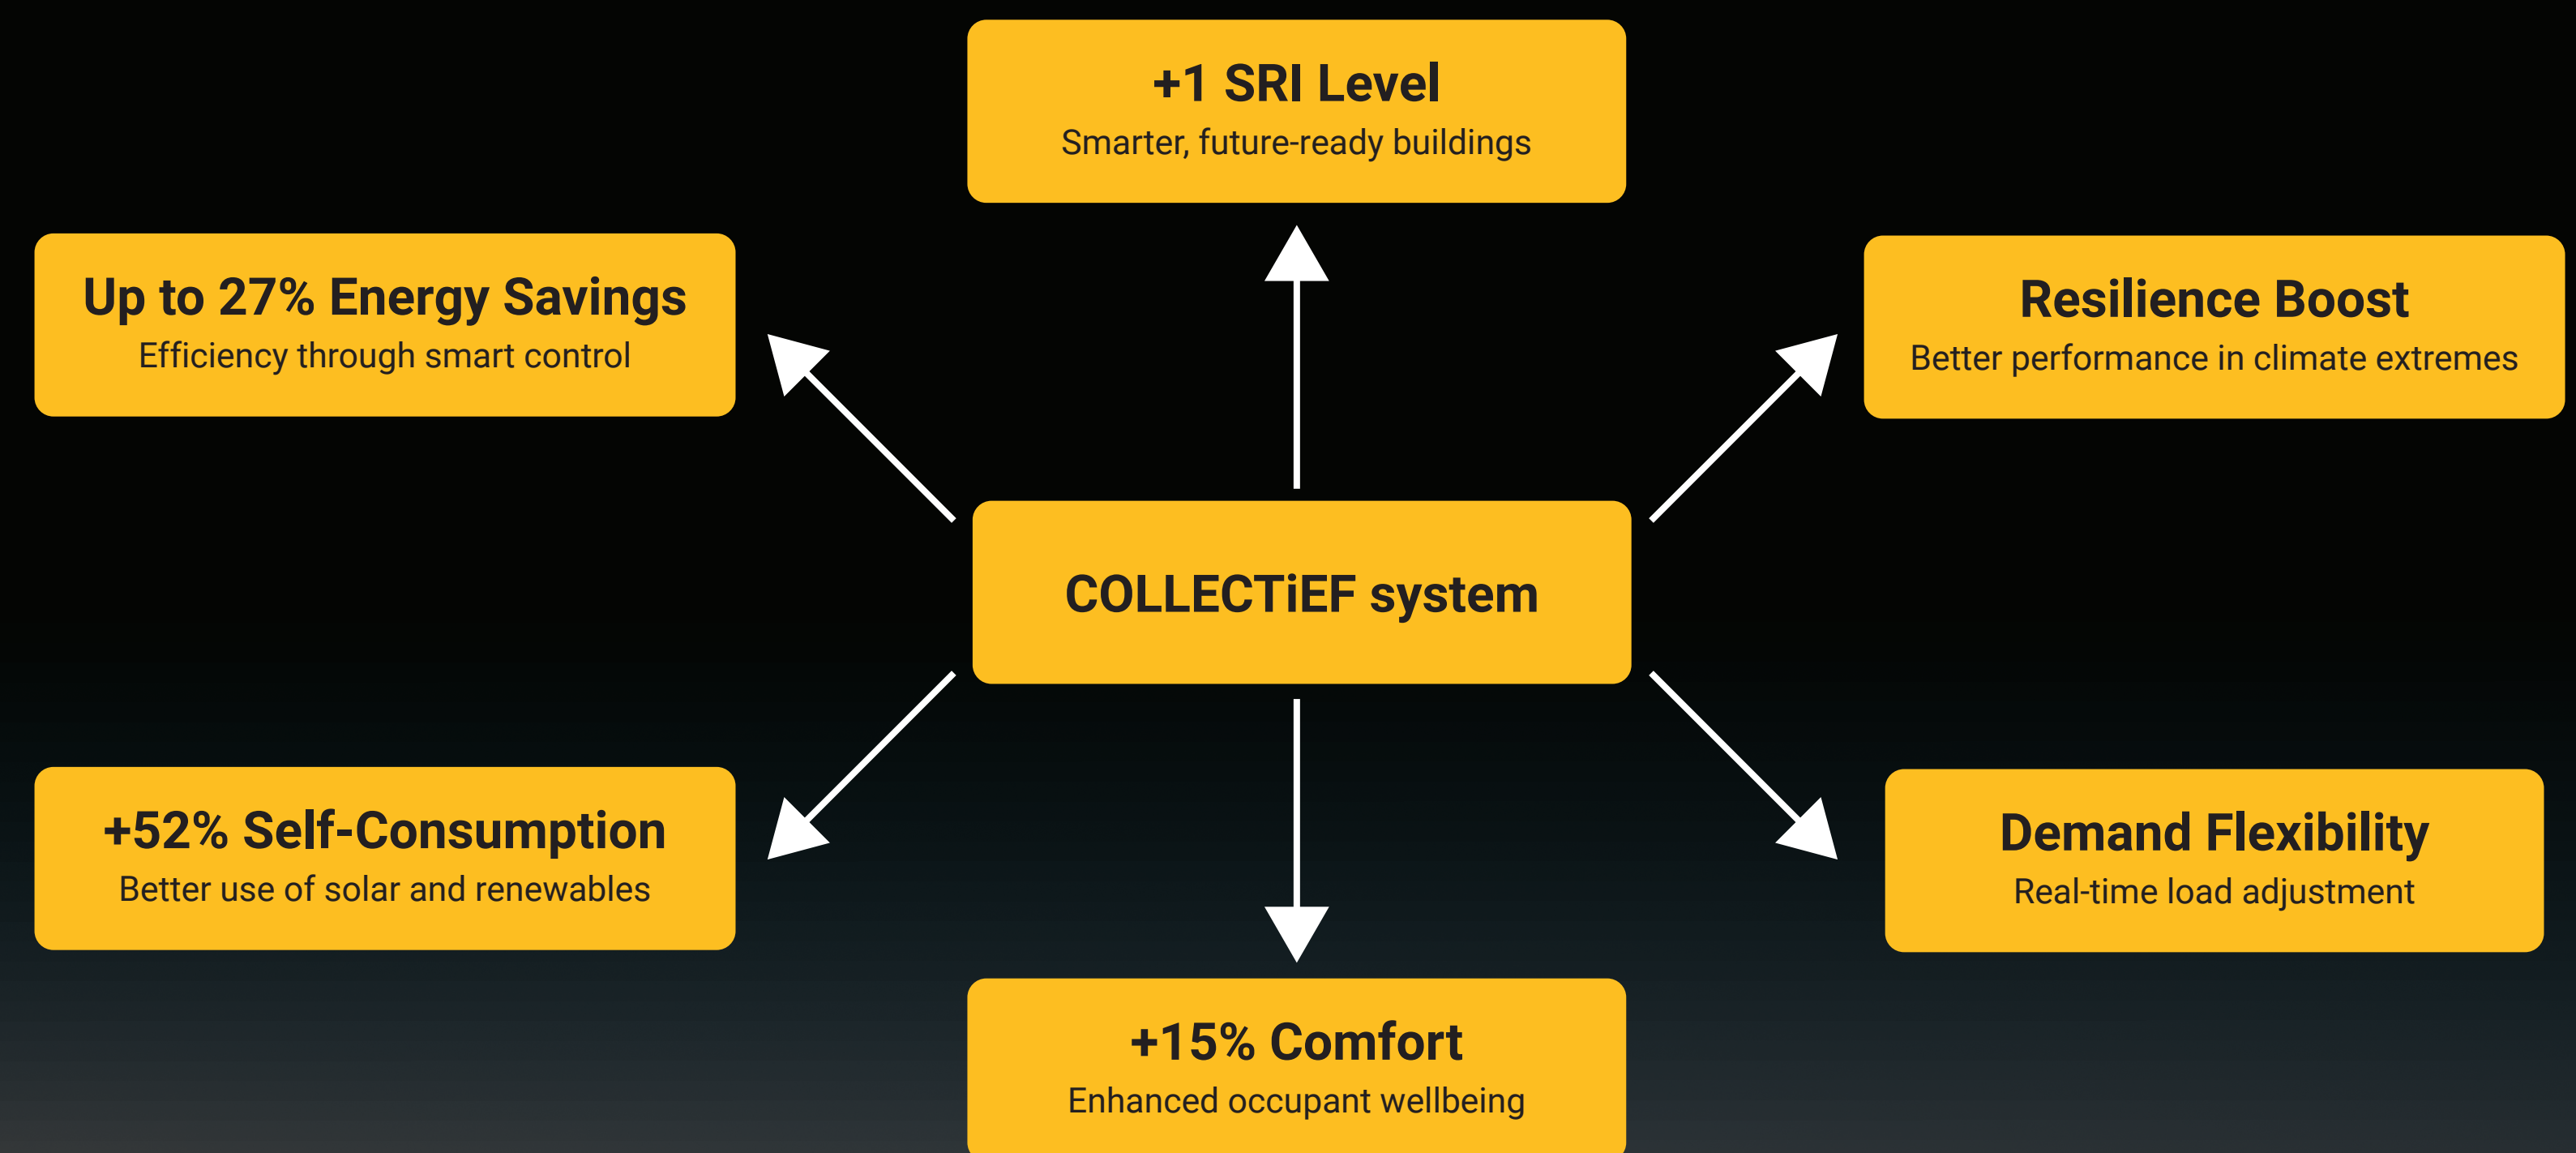 +1 SRI Level
Smarter, future-ready buildings
Up to 27% Energy Savings
Efficiency through smart control
Resilience Boost
Better performance in climate extremes
COLLECTiEF system
+52% Self-Consumption
Better use of solar and renewables
Demand Flexibility
Real-time load adjustment
+15% Comfort
Enhanced occupant wellbeing